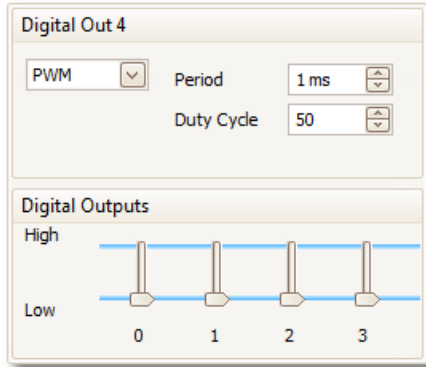 Digital Out 4
PWM Period 1 ms
Duty Cycle 50
Digital Outputs
High
Low
0 1 2 3